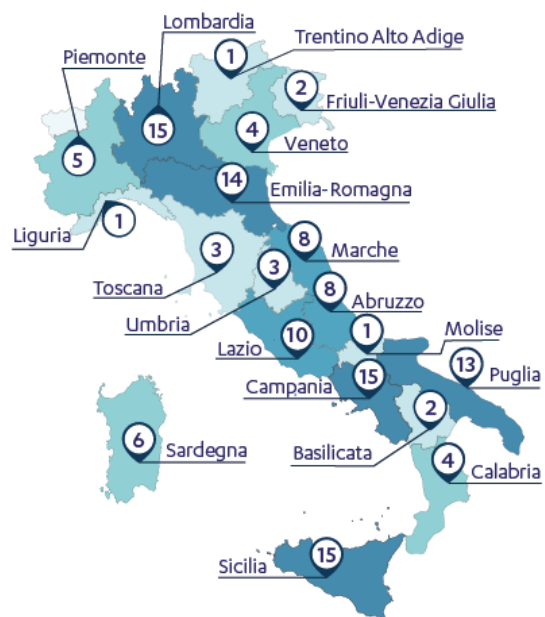 Lombardia
1
Trentino Alto Adige
Piemonte
2
Friuli-Venezia Giulia
15
4
Veneto
5
14
Emilia-Romagna
1
Liguria
8
Marche
3
Toscana
3
Umbria
8
Abruzzo
1
Molise
10
Lazio
15
Campania
13
Puglia
2
Basilicata
6
Sardegna
4
Calabria
15
Sicilia